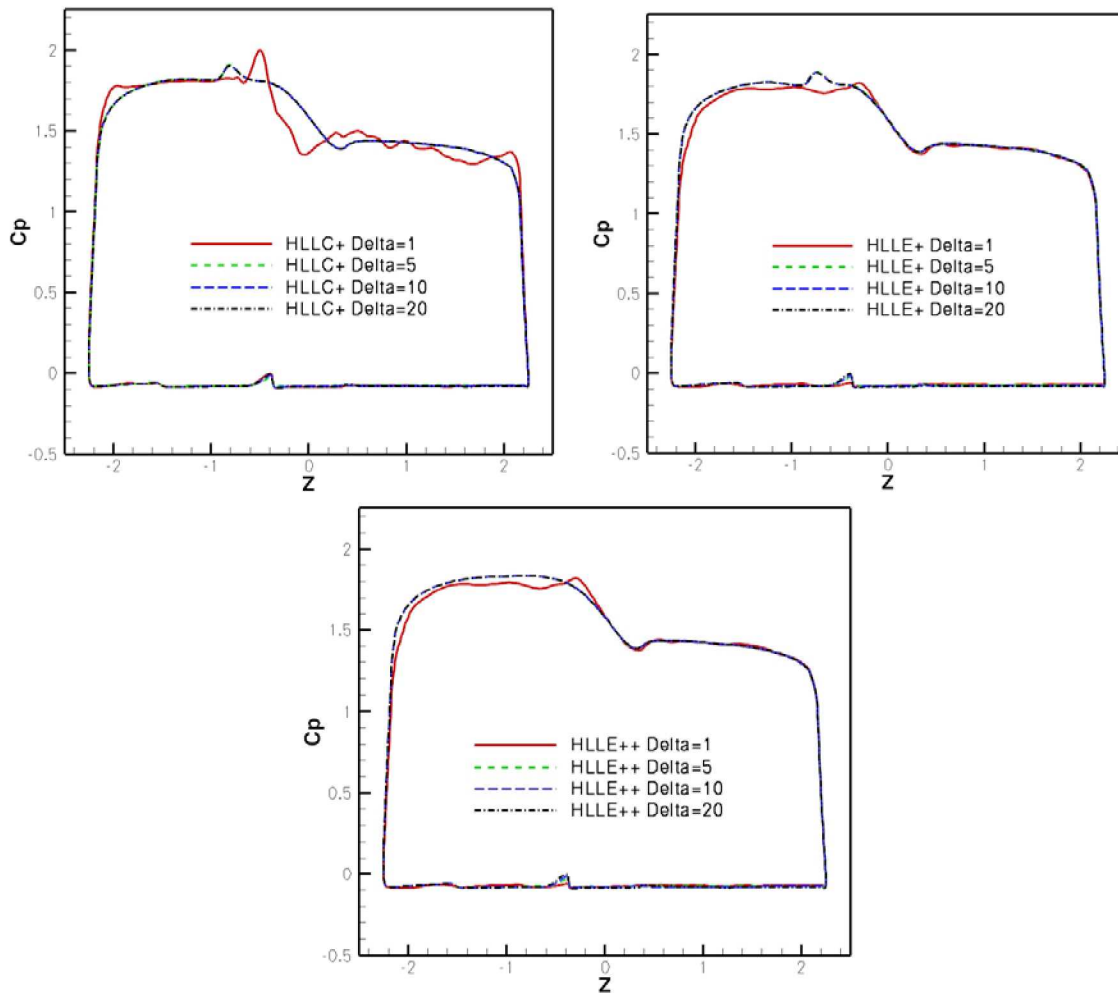 2
1.5
1
0.5
0
-0.5
Cp
HLLC+ Delta=1
HLLC+ Delta=5
HLLC+ Delta=10
HLLC+ Delta=20
-2 -1 0 1 2
Z
2
1.5
1
0.5
0
-0.5
Cp
HLLE+ Delta=1
HLLE+ Delta=5
HLLE+ Delta=10
HLLE+ Delta=20
-2 -1 0 1 2
Z
2
1.5
1
0.5
0
-0.5
Cp
HLLE++ Delta=1
HLLE++ Delta=5
HLLE++ Delta=10
HLLE++ Delta=20
-2 -1 0 1 2
Z